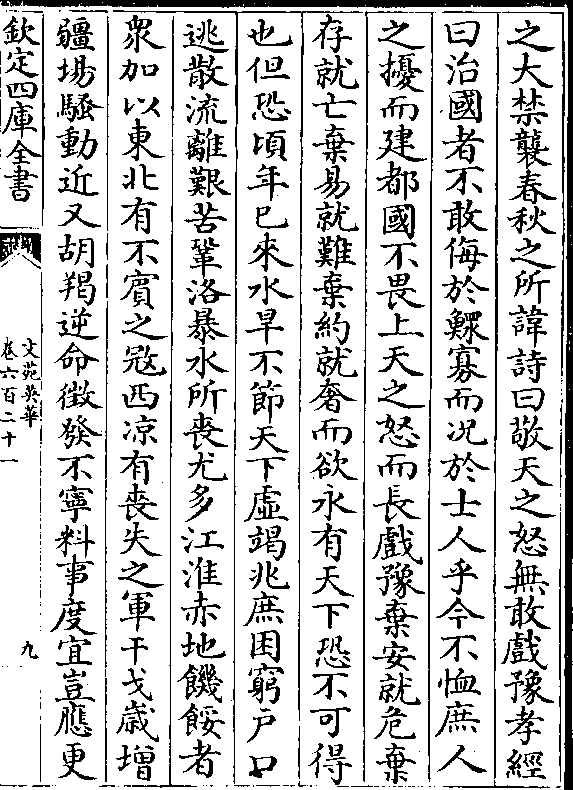 之大禁襲春秋之所諱詩曰敬天之怒無敢戲豫孝經
曰治國者不敢侮於鰥寡而况於士人乎今不恤庶人
之擾而建都國不畏上天之怒而長戲豫棄安就危棄
存就亡棄易就難棄約就奢而欲永有天下恐不可得
也但恐頃年已來水旱不節天下虛竭兆庶困窮戶口
逃散流離艱苦鞏洛暴水所喪尤多江淮赤地饑餒者
衆加以東北有不賓之冦西凉有喪失之軍干戈歳增
疆場騷動近又胡羯逆命徴發不寧料事度宜豈應更
欽定四庫全書
文苑英華
卷六百二十一
九